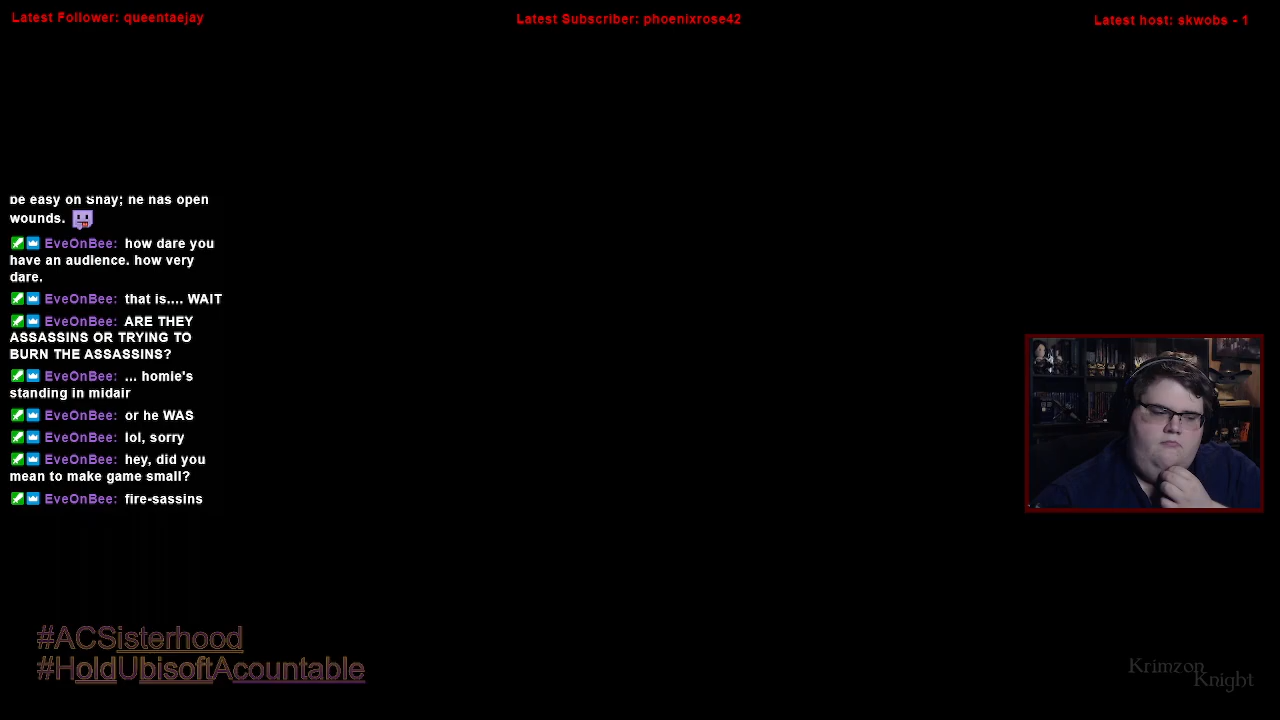 Latest Follower: queentaejay
Latest Subscriber: phoenixrose42
Latest host: skwobs - 1
be easy on Shay; he has open
wounds.
EveOnBee: how dare you
have an audience. how very
dare.
EveOnBee: that is.... WAIT
EveOnBee: ARE THEY
ASSASSINS OR TRYING TO
BURN THE ASSASSINS?
EveOnBee: ... homie's
standing in midair
EveOnBee: or he WAS
EveOnBee: lol, sorry
EveOnBee: hey, did you
mean to make game small?
EveOnBee: fire-sassins
#ACSisterhood
#HoldUbisoftAcountable
Krimzon
Knight